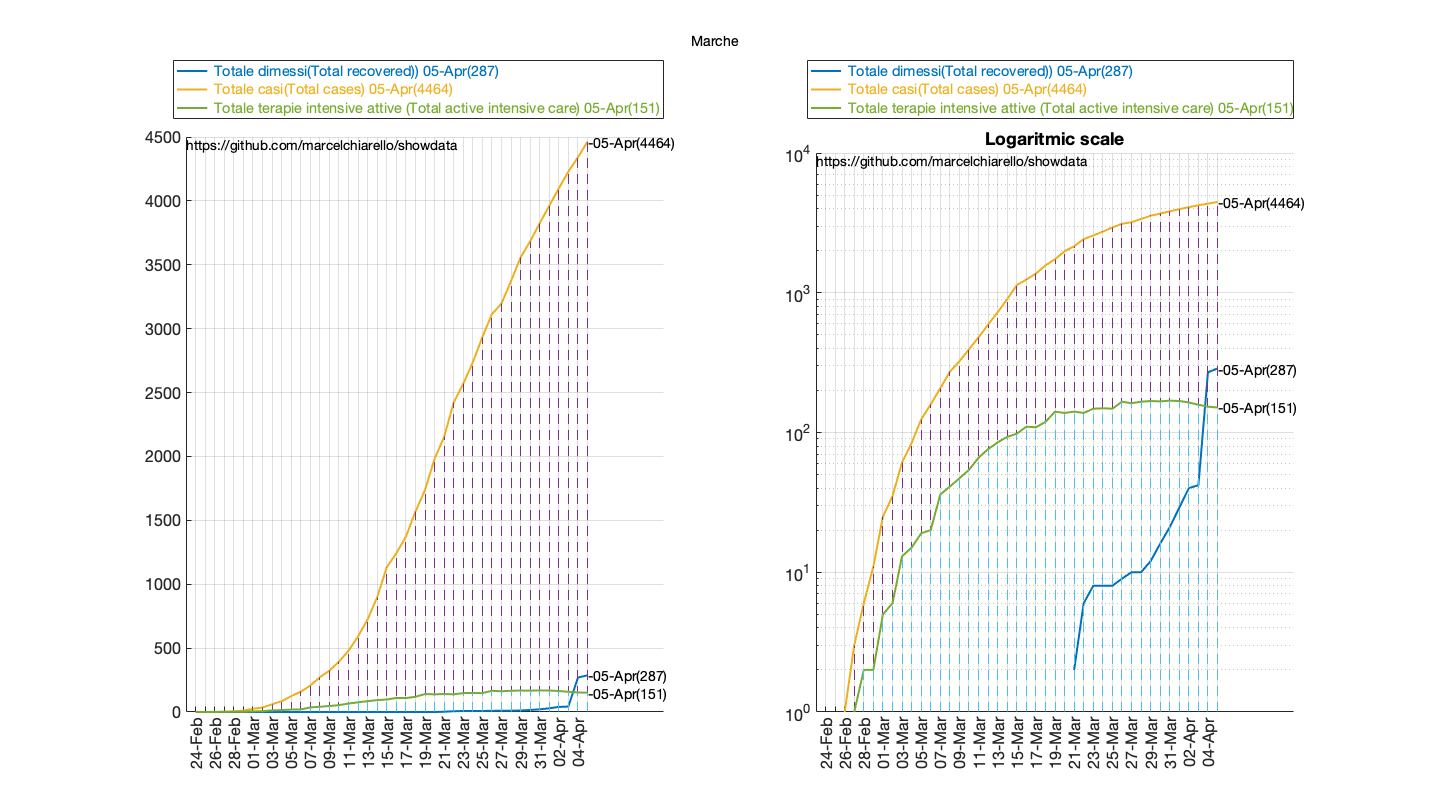 Marche
Totale dimessi(Total recovered)) 05-Apr(287)
Totale casi(Total cases) 05-Apr(4464)
Totale terapie intensive attive (Total active intensive care) 05-Apr(151)
https://github.com/marcelchiarello/showdata
4500
4000
3500
3000
2500
2000
1500
1000
500
0
-05-Apr(4464)
-05-Apr(287)
-05-Apr(151)
24-Feb
26-Feb
28-Feb
01-Mar
03-Mar
05-Mar
07-Mar
09-Mar
11-Mar
13-Mar
15-Mar
17-Mar
19-Mar
21-Mar
23-Mar
25-Mar
27-Mar
29-Mar
31-Mar
02-Apr
04-Apr
Totale dimessi(Total recovered)) 05-Apr(287)
Totale casi(Total cases) 05-Apr(4464)
Totale terapie intensive attive (Total active intensive care) 05-Apr(151)
Logaritmic scale
https://github.com/marcelchiarello/showdata
10^4
10^3
10^2
10^1
10^0
-05-Apr(4464)
-05-Apr(287)
-05-Apr(151)
24-Feb
26-Feb
28-Feb
01-Mar
03-Mar
05-Mar
07-Mar
09-Mar
11-Mar
13-Mar
15-Mar
17-Mar
19-Mar
21-Mar
23-Mar
25-Mar
27-Mar
29-Mar
31-Mar
02-Apr
04-Apr